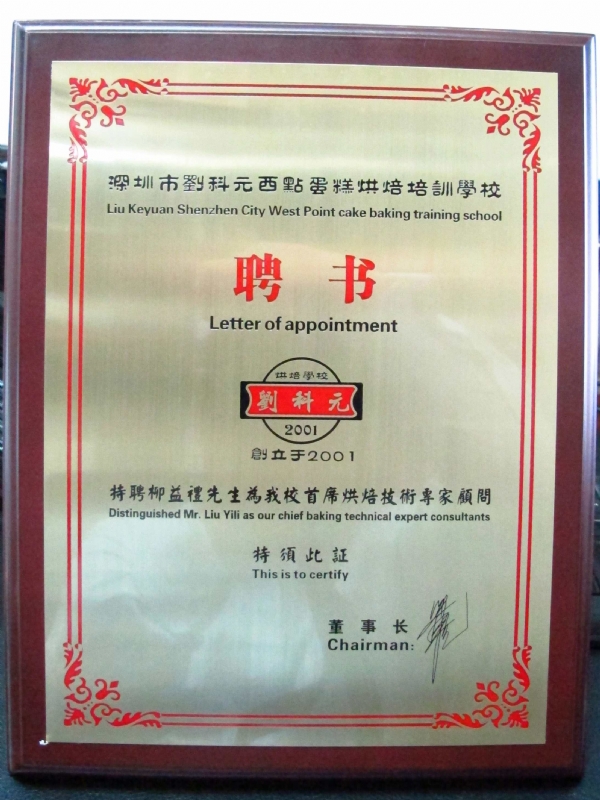 深圳市劉科元西點蛋糕烘焙培訓學校
Liu Keyuan Shenzhen City West Point cake baking training school
聘书
Letter of appointment
烘焙學校
劉科元
2001
創立于2001
持聘柳益禮先生為我校首席烘焙技術專家顧問
Distinguished Mr. Liu Yili as our chief baking technical expert consultants
持須此証
This is to certify
董事长
Chairman: